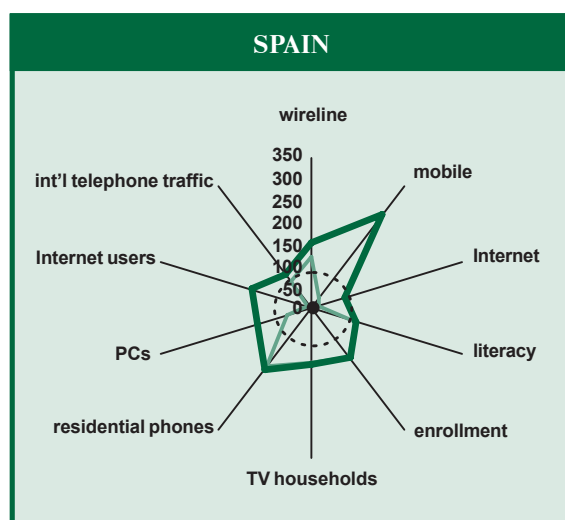 SPAIN
wireline
350
300
300
200
150
100
50
0
mobile
int'l telephone traffic
Internet
Internet users
literacy
PCs
enrollment
residential phones
TV households